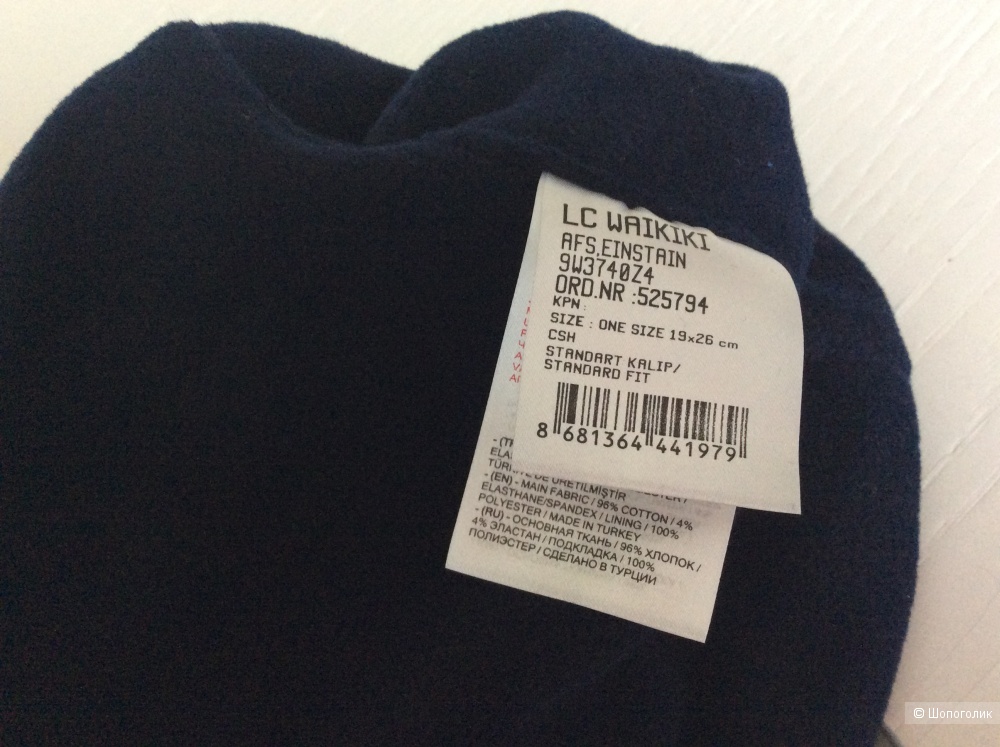 LC WAIKIKI
AFS,EINSTAIN
9W3740Z4
ORD.NR :525794
KPN :
SIZE : ONE SIZE 19x26 cm
CSH
STANDART KALIP/
STANDARD FIT
8 681364 441979
TÜRKİYE'DE ÜRETİLMİŞTİR
- (EN) - MAIN FABRIC / 96% COTTON / 4%
ELASTHANE/SPANDEX / LINING / 100%
POLYESTER / MADE IN TURKEY
- (RU) - ОСНОВНАЯ ТКАНЬ / 96% ХЛОПОК /
4% ЭЛАСТАН / ПОДКЛАДКА / 100%
ПОЛИЭСТЕР / СДЕЛАНО В ТУРЦИИ
© Шопоголик